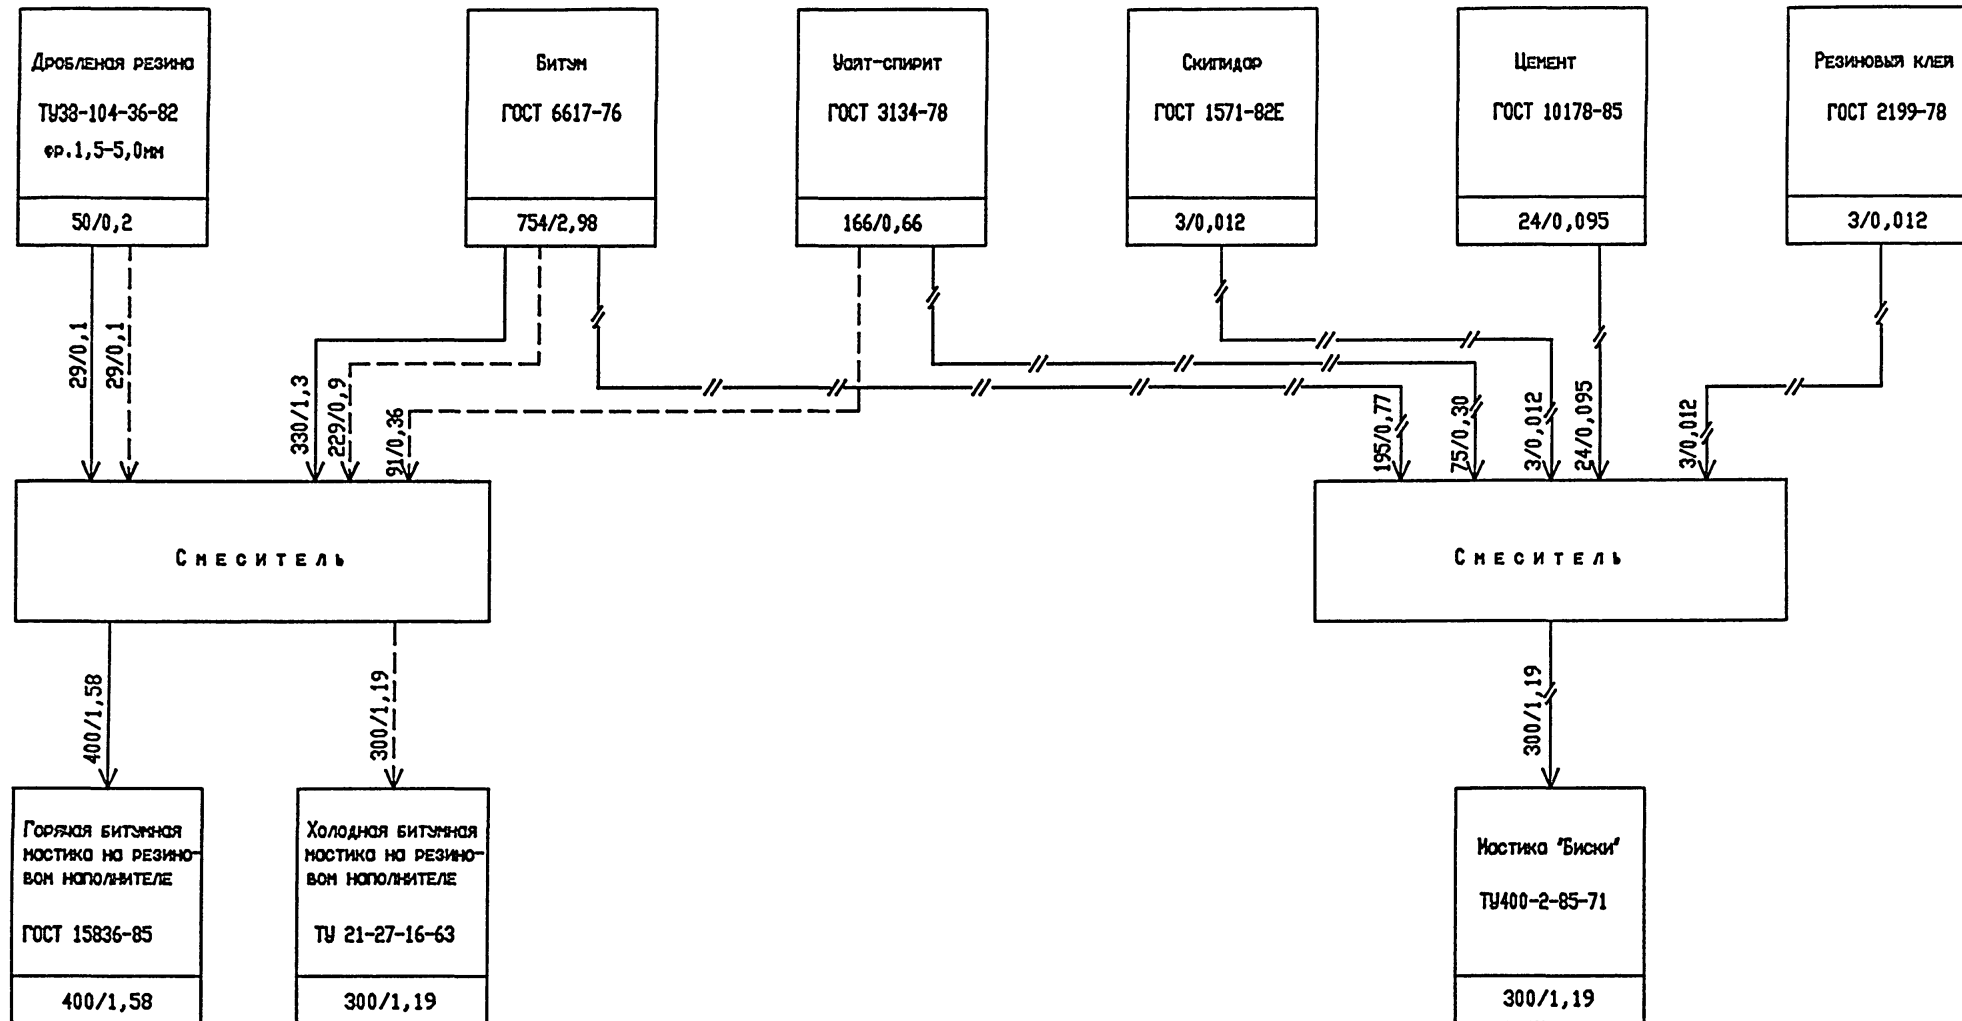 Дробленая резина
ТУ38-104-36-82
фр.1,5-5,0мм
50/0,2
Битум
ГОСТ 6617-76
754/2,98
Уайт-спирит
ГОСТ 3134-78
166/0,66
Скипидар
ГОСТ 1571-82Е
3/0,012
Цемент
ГОСТ 10178-85
24/0,095
Резиновый клей
ГОСТ 2199-78
3/0,012
29/0,1
29/0,1
330/1,3
229/0,9
91/0,36
195/0,77
75/0,30
3/0,012
24/0,095
3/0,012
Смеситель
Смеситель
400/1,58
300/1,19
300/1,19
Горячая битумная
мастика на резино-
вом наполнителе
ГОСТ 15836-85
400/1,58
Холодная битумная
мастика на резино-
вом наполнителе
ТУ 21-27-16-63
300/1,19
Мастика "Биски"
ТУ400-2-85-71
300/1,19